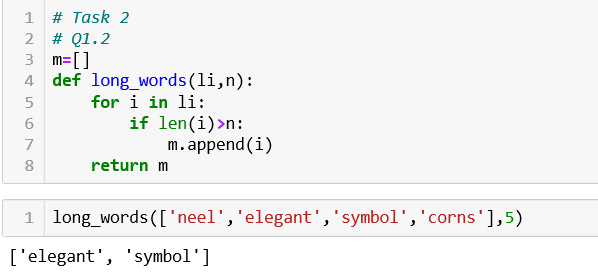 1 # Task 2
2 # Q1.2
3 m=[]
4 def long_words(li,n):
5     for i in li:
6         if len(i)>n:
7             m.append(i)
8     return m
1 long_words(['neel','elegant','symbol','corns'],5)
['elegant', 'symbol']